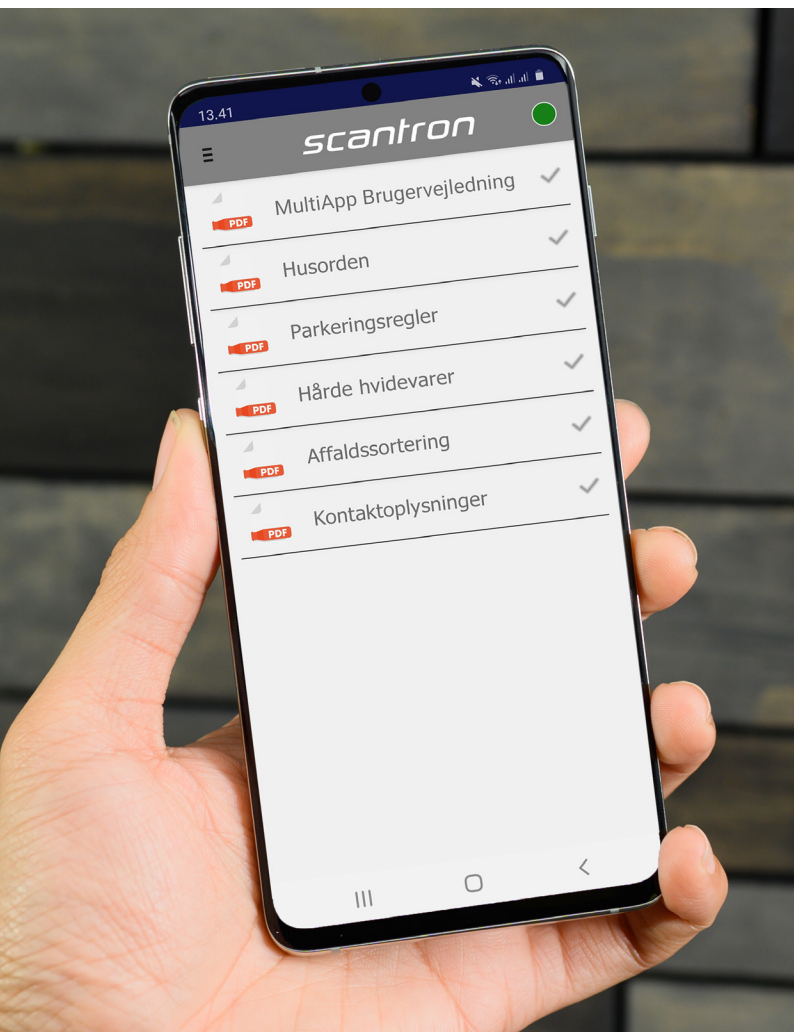 13.41
scantron
PDF MultiApp Brugervejledning
PDF Husorden
PDF Parkeringsregler
PDF Hårde hvidevarer
PDF Affaldssortering
PDF Kontaktoplysninger